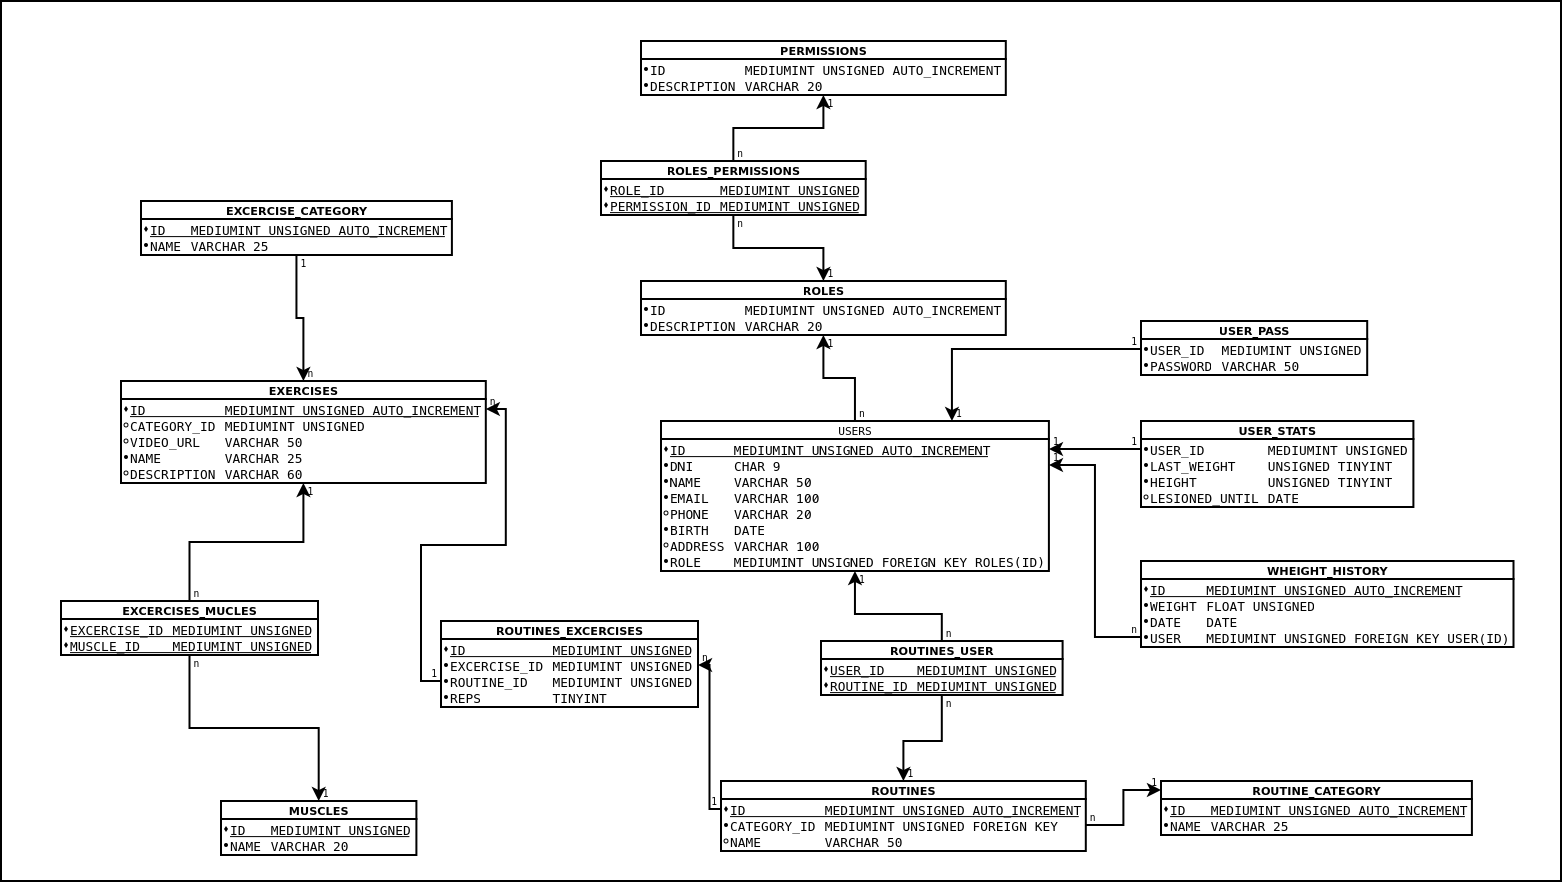 PERMISSIONS
ID MEDIUMINT UNSIGNED AUTO_INCREMENT
DESCRIPTION VARCHAR 20
1
n
ROLES_PERMISSIONS
ROLE_ID MEDIUMINT UNSIGNED
PERMISSION_ID MEDIUMINT UNSIGNED
n
1
EXCERCISE_CATEGORY
ID MEDIUMINT UNSIGNED AUTO_INCREMENT
NAME VARCHAR 25
1
n
ROLES
ID MEDIUMINT UNSIGNED AUTO_INCREMENT
DESCRIPTION VARCHAR 20
1
n
USER_PASS
USER_ID MEDIUMINT UNSIGNED
PASSWORD VARCHAR 50
1
1
EXERCISES
ID MEDIUMINT UNSIGNED AUTO_INCREMENT
CATEGORY_ID MEDIUMINT UNSIGNED
VIDEO_URL VARCHAR 50
NAME VARCHAR 25
DESCRIPTION VARCHAR 60
n
1
USERS
ID MEDIUMINT UNSIGNED AUTO_INCREMENT
DNI CHAR 9
NAME VARCHAR 50
EMAIL VARCHAR 100
PHONE VARCHAR 20
BIRTH DATE
ADDRESS VARCHAR 100
ROLE MEDIUMINT UNSIGNED FOREIGN KEY ROLES(ID)
1
1
1
1
USER_STATS
USER_ID MEDIUMINT UNSIGNED
LAST_WEIGHT UNSIGNED TINYINT
HEIGHT UNSIGNED TINYINT
LESIONED_UNTIL DATE
WHEIGHT_HISTORY
ID MEDIUMINT UNSIGNED AUTO_INCREMENT
WEIGHT FLOAT UNSIGNED
DATE DATE
USER MEDIUMINT UNSIGNED FOREIGN KEY USER(ID)
n
n
EXCERCISES_MUCLES
EXCERCISE_ID MEDIUMINT UNSIGNED
MUSCLE_ID MEDIUMINT UNSIGNED
n
ROUTINES_EXCERCISES
ID MEDIUMINT UNSIGNED
EXCERCISE_ID MEDIUMINT UNSIGNED
ROUTINE_ID MEDIUMINT UNSIGNED
REPS TINYINT
1
n
n
ROUTINES_USER
USER_ID MEDIUMINT UNSIGNED
ROUTINE_ID MEDIUMINT UNSIGNED
n
1
1
MUSCLES
ID MEDIUMINT UNSIGNED
NAME VARCHAR 20
1
ROUTINES
ID MEDIUMINT UNSIGNED AUTO_INCREMENT
CATEGORY_ID MEDIUMINT UNSIGNED FOREIGN KEY
NAME VARCHAR 50
n
1
ROUTINE_CATEGORY
ID MEDIUMINT UNSIGNED AUTO_INCREMENT
NAME VARCHAR 25